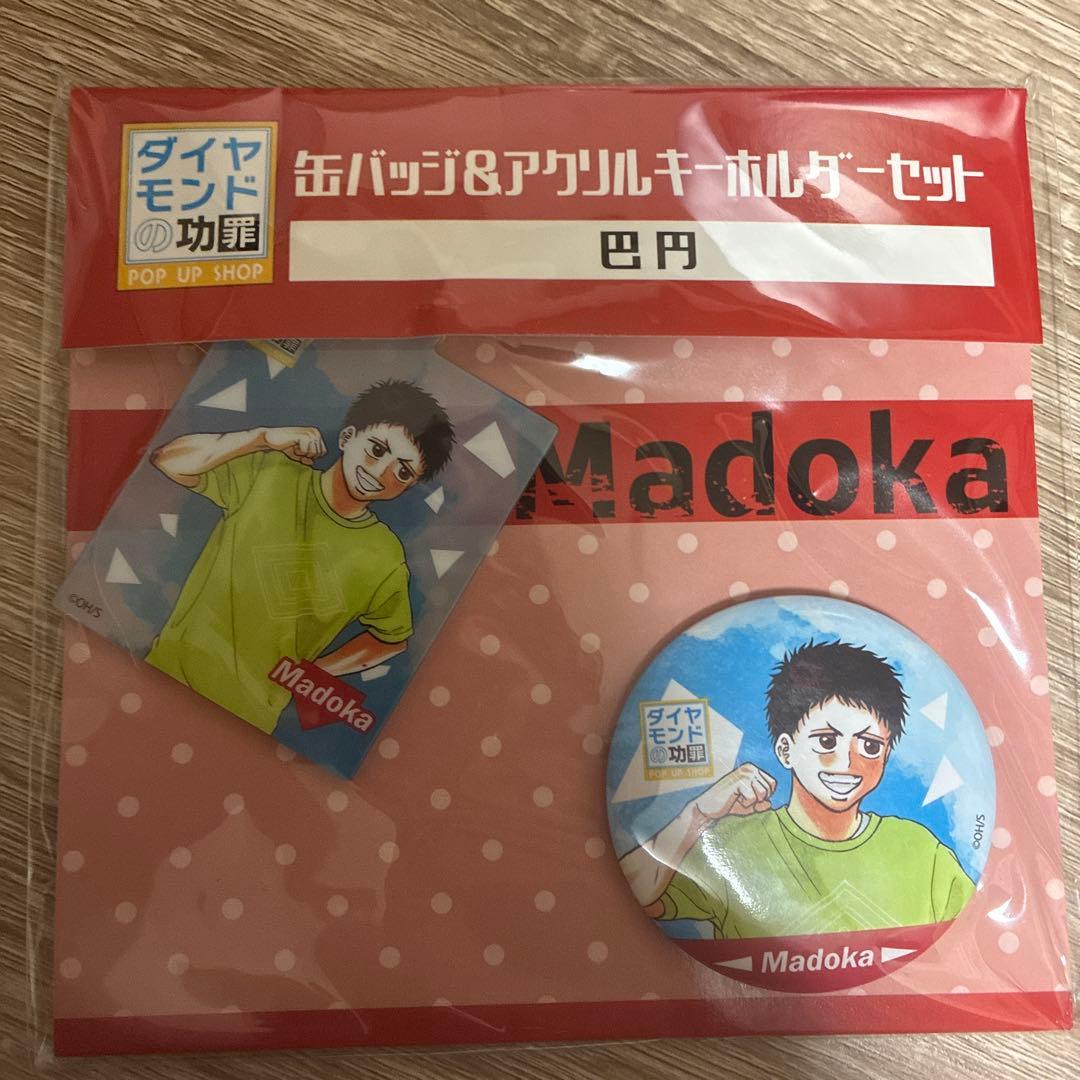 ダイヤ
モンド
の功罪
POP UP SHOP
缶バッジ&アクリルキーホルダーセット
巴円
Madoka
©OH/S
Madoka
ダイヤ
モンド
の功罪
POP UP SHOP
©OH/S
Madoka